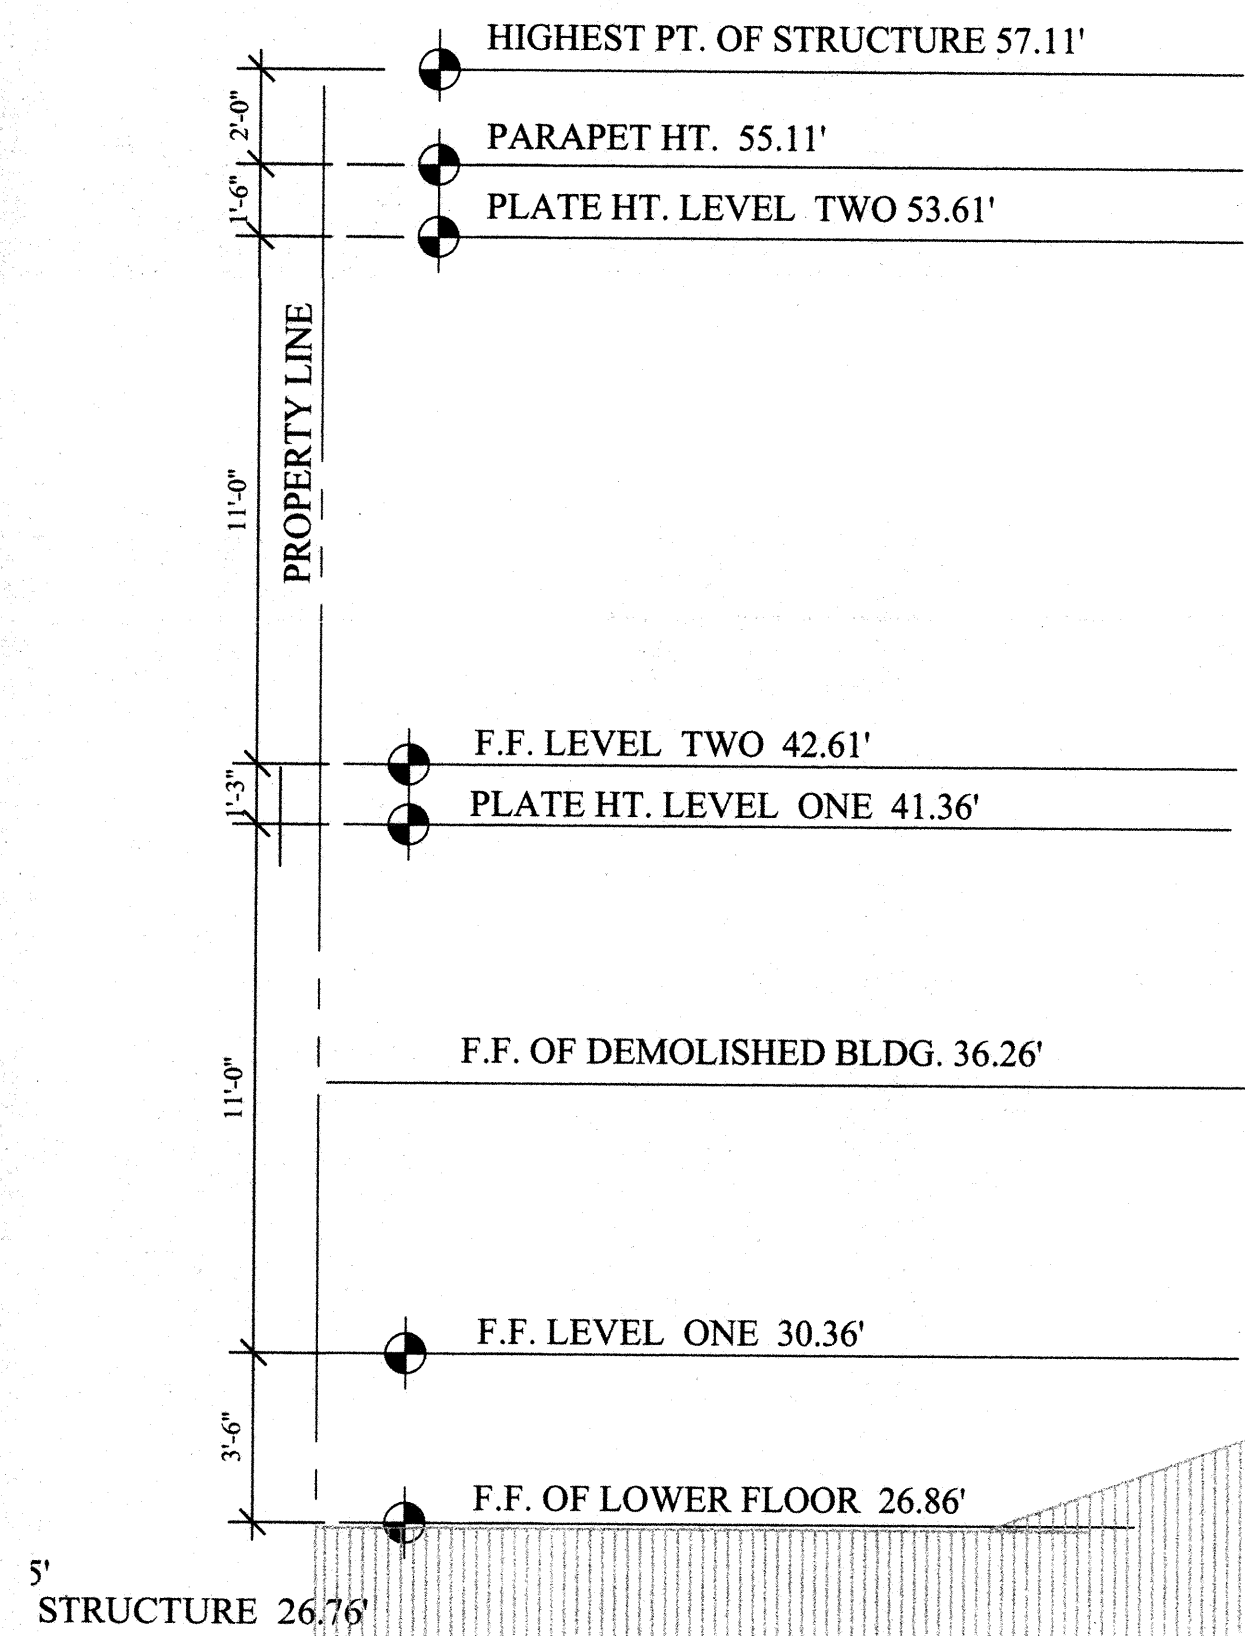 HIGHEST PT. OF STRUCTURE 57.11'
2'-0"
PARAPET HT. 55.11'
1'-6"
PLATE HT. LEVEL TWO 53.61'
PROPERTY LINE
11'-0"
F.F. LEVEL TWO 42.61'
1'-3"
PLATE HT. LEVEL ONE 41.36'
F.F. OF DEMOLISHED BLDG. 36.26'
11'-0"
F.F. LEVEL ONE 30.36'
3'-6"
F.F. OF LOWER FLOOR 26.86'
5'
STRUCTURE 26.76'